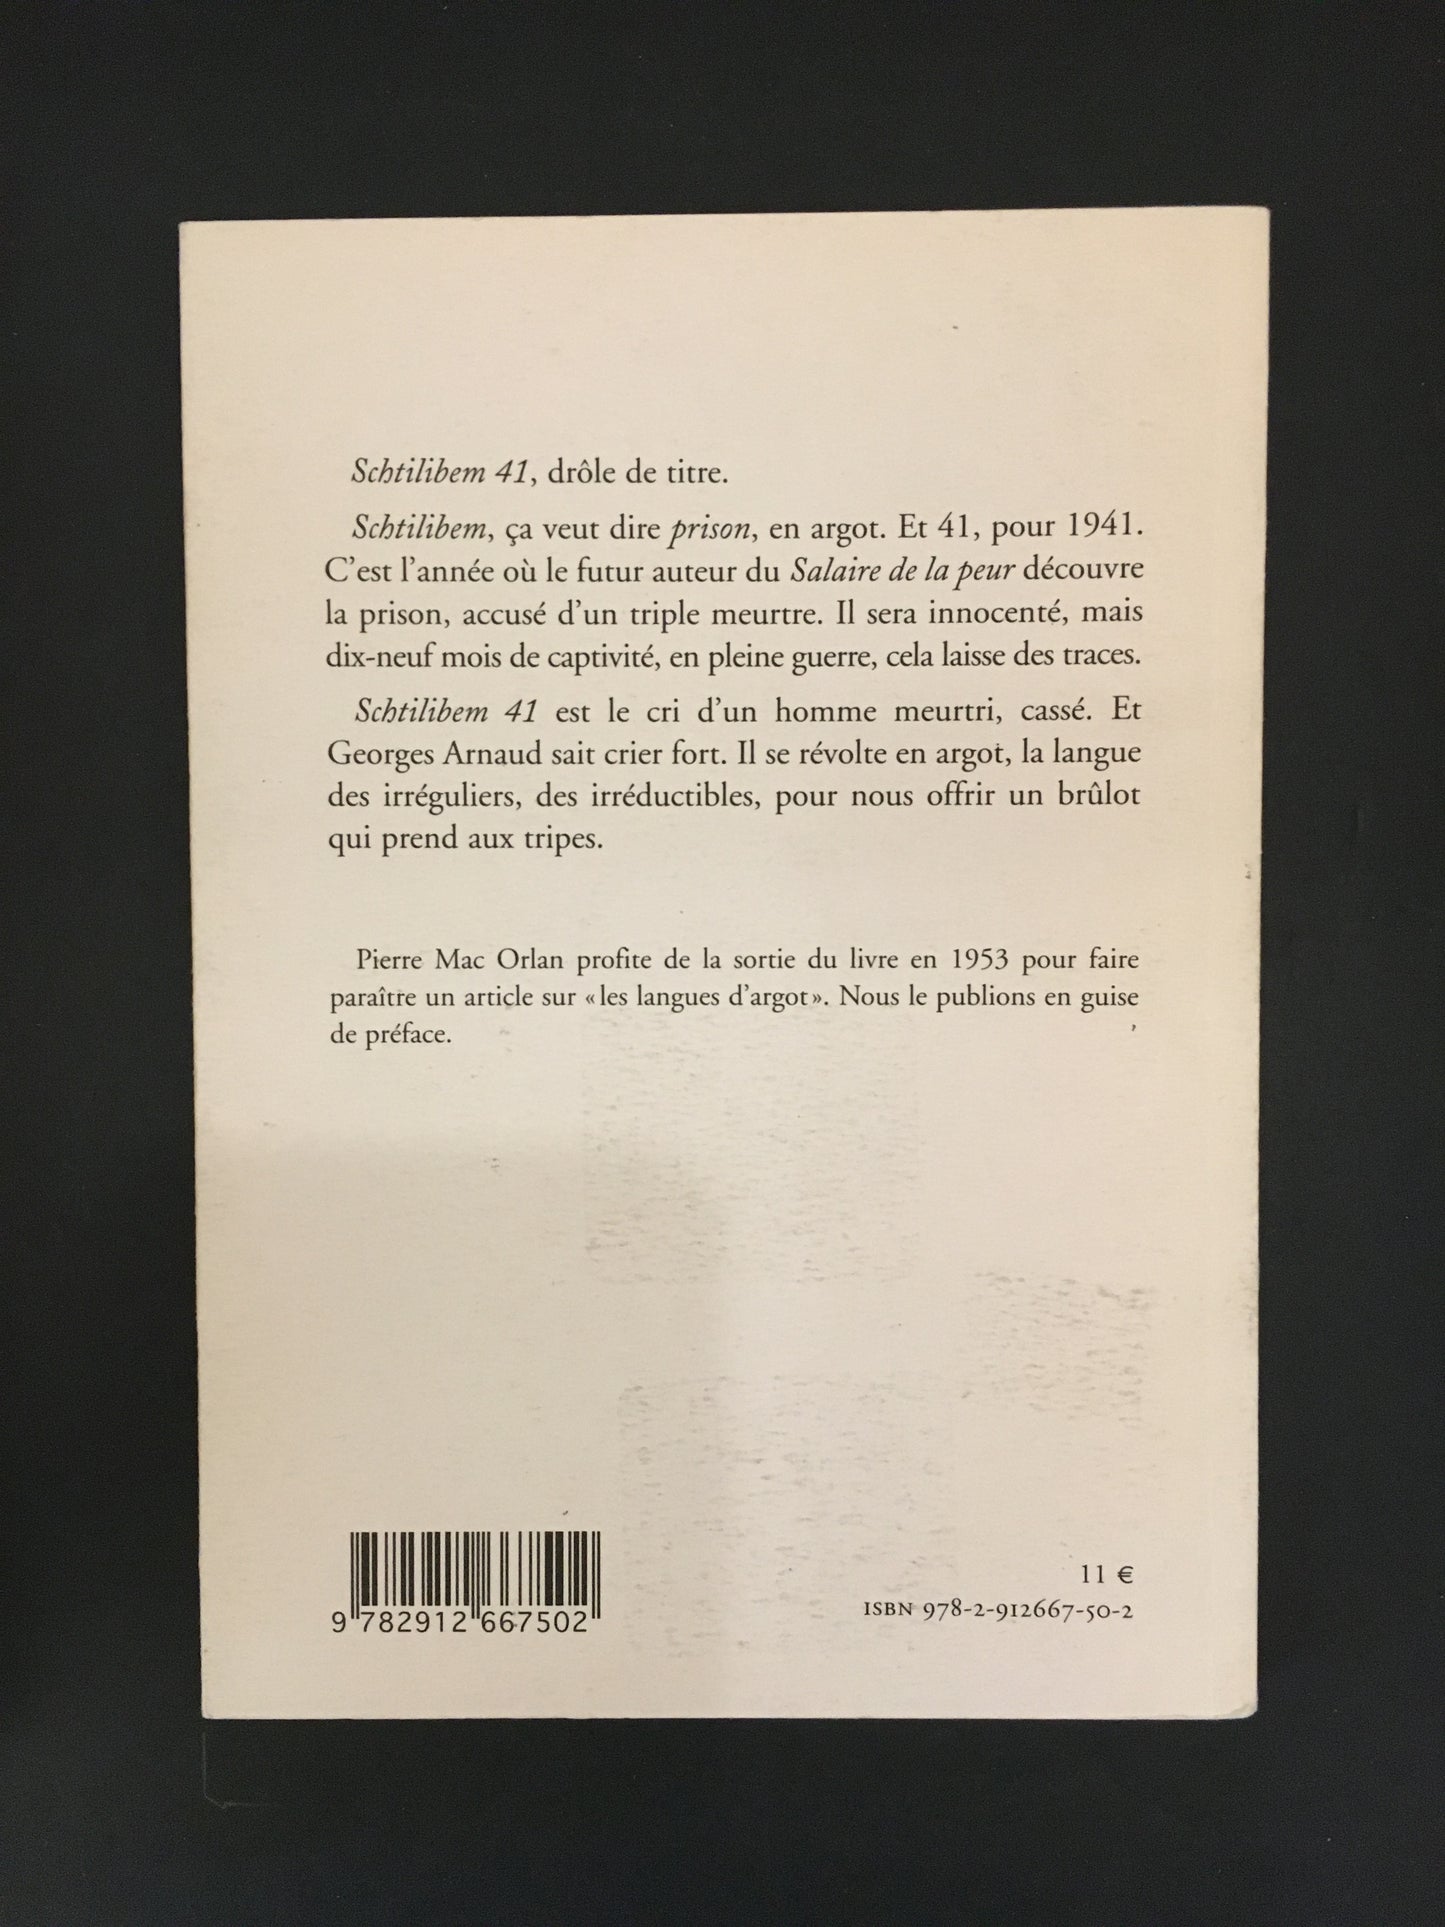 Schtilibem 41, drôle de titre.
Schtilibem, ça veut dire prison, en argot. Et 41, pour 1941.
C'est l'année où le futur auteur du Salaire de la peur découvre
la prison, accusé d'un triple meurtre. Il sera innocenté, mais
dix-neuf mois de captivité, en pleine guerre, cela laisse des traces.
Schtilibem 41 est le cri d'un homme meurtri, cassé. Et
Georges Arnaud sait crier fort. Il se révolte en argot, la langue
des irréguliers, des irréductibles, pour nous offrir un brûlot
qui prend aux tripes.
Pierre Mac Orlan profite de la sortie du livre en 1953 pour faire
paraître un article sur «les langues d'argot». Nous le publions en guise
de préface.
11 €
ISBN 978-2-912667-50-2
9 782912 667502